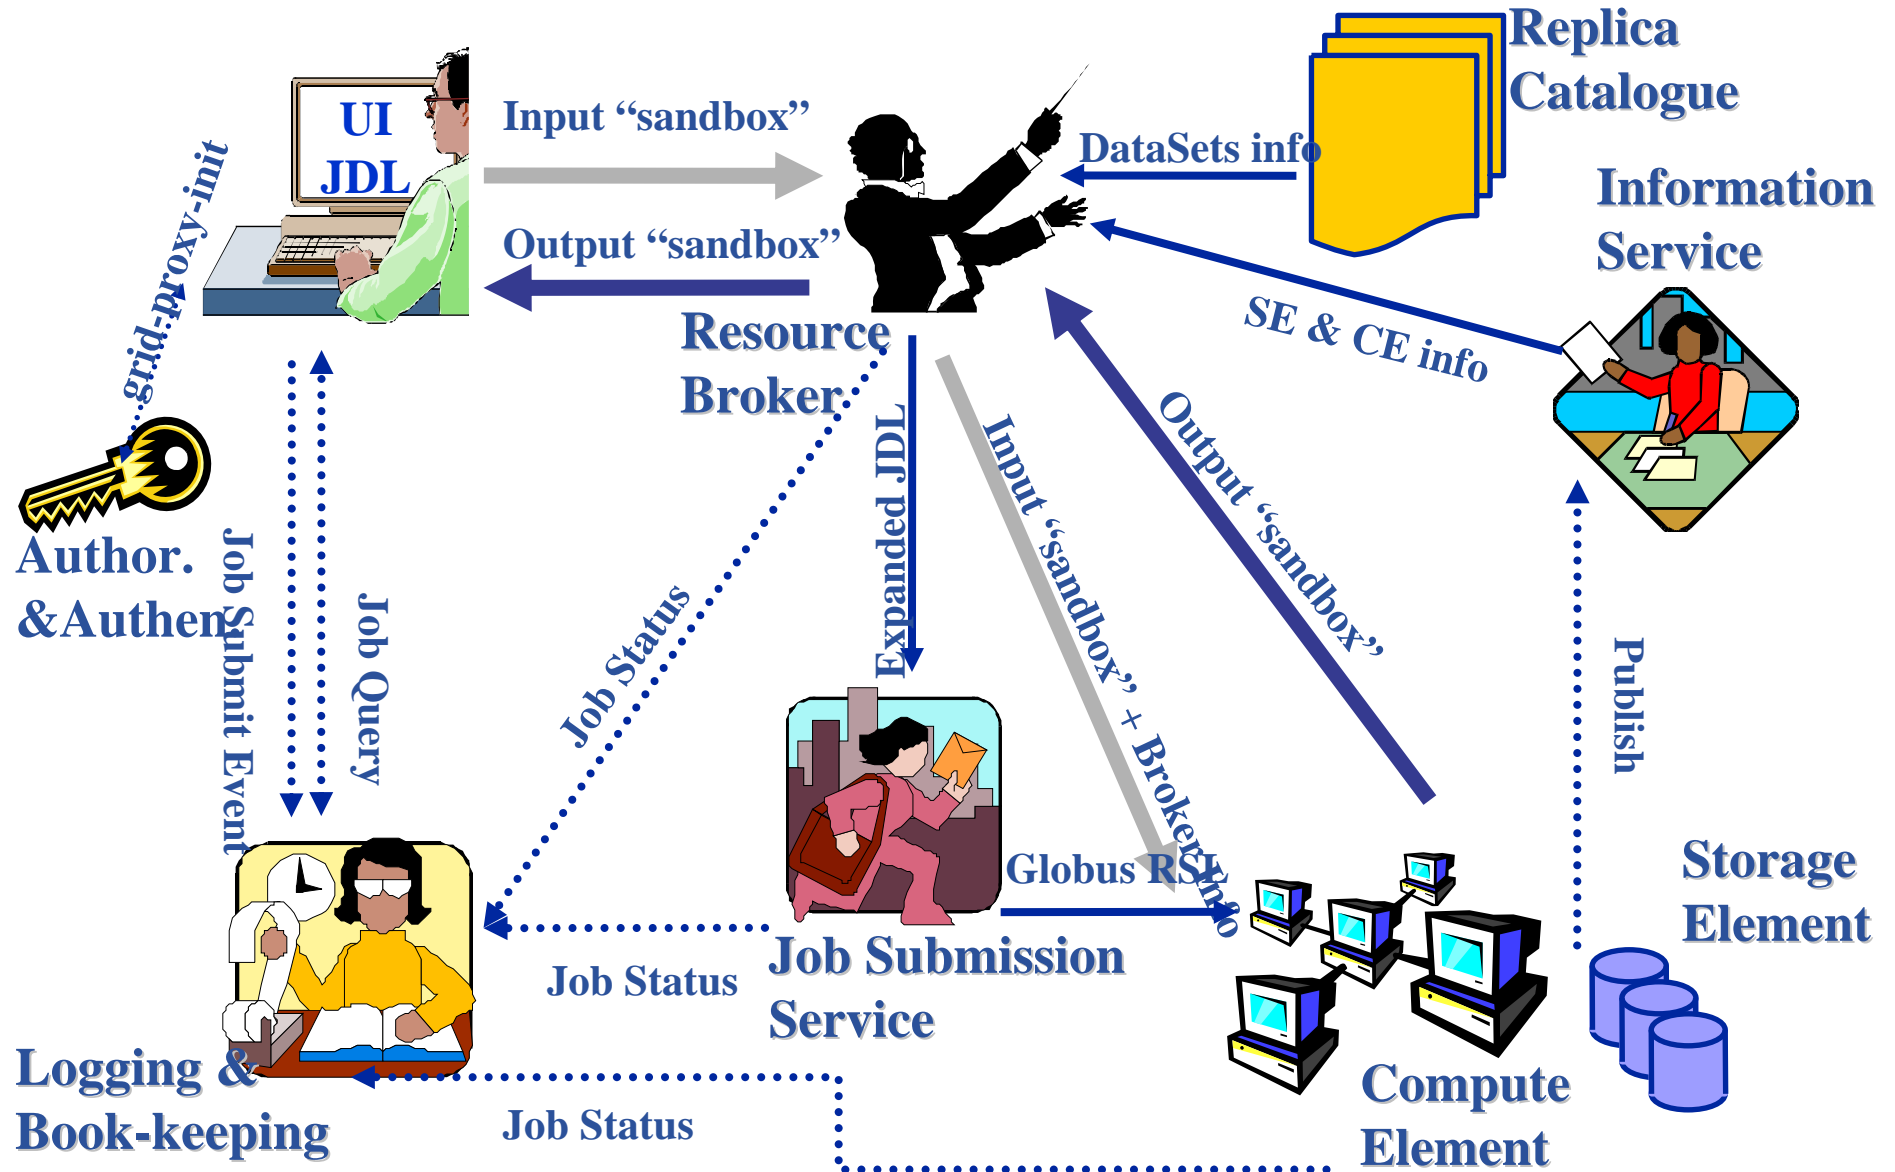 Replica
Catalogue
UI
JDL
Input “sandbox”
DataSets info
grid-proxy-init
Information
Service
Output “sandbox”
SE & CE info
Resource
Broker
Expanded JDL
Input “sandbox” + Broker Info
Output “sandbox”
Author.
&Authen.
Job Submit Event
Job Query
Job Status
Publish
Globus RSL
Storage
Element
Job Status
Job Submission
Service
Logging &
Book-keeping
Job Status
Compute
Element